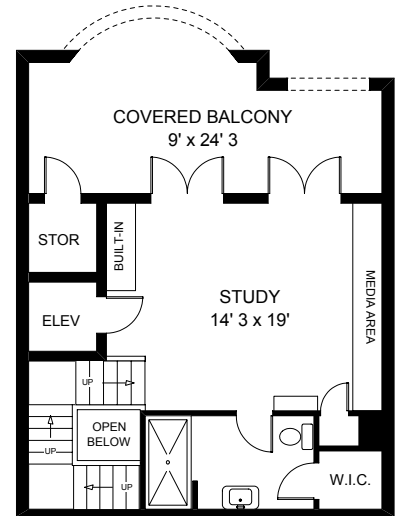 COVERED BALCONY
9' x 24' 3
STOR
BUILT-IN
ELEV
STUDY
14' 3 x 19'
MEDIA AREA
UP
OPEN
BELOW
UP
UP
W.I.C.